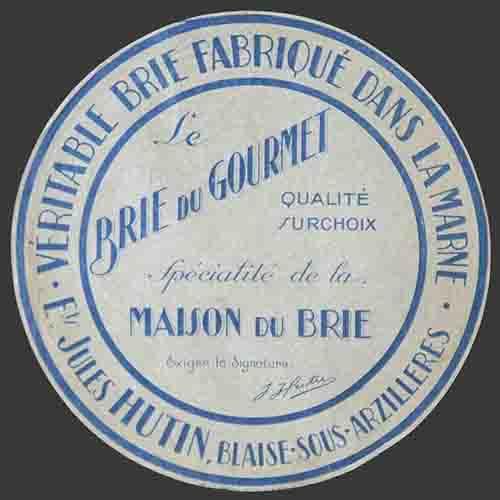 VÉRITABLE BRIE FABRIQUÉ DANS LA MARNE
Le
BRIE DU GOURMET
QUALITÉ
SURCHOIX
Spécialité de la
MAISON DU BRIE
Exiger la Signature
Ets JULES HUTIN, BLAISE-SOUS-ARZILLERES